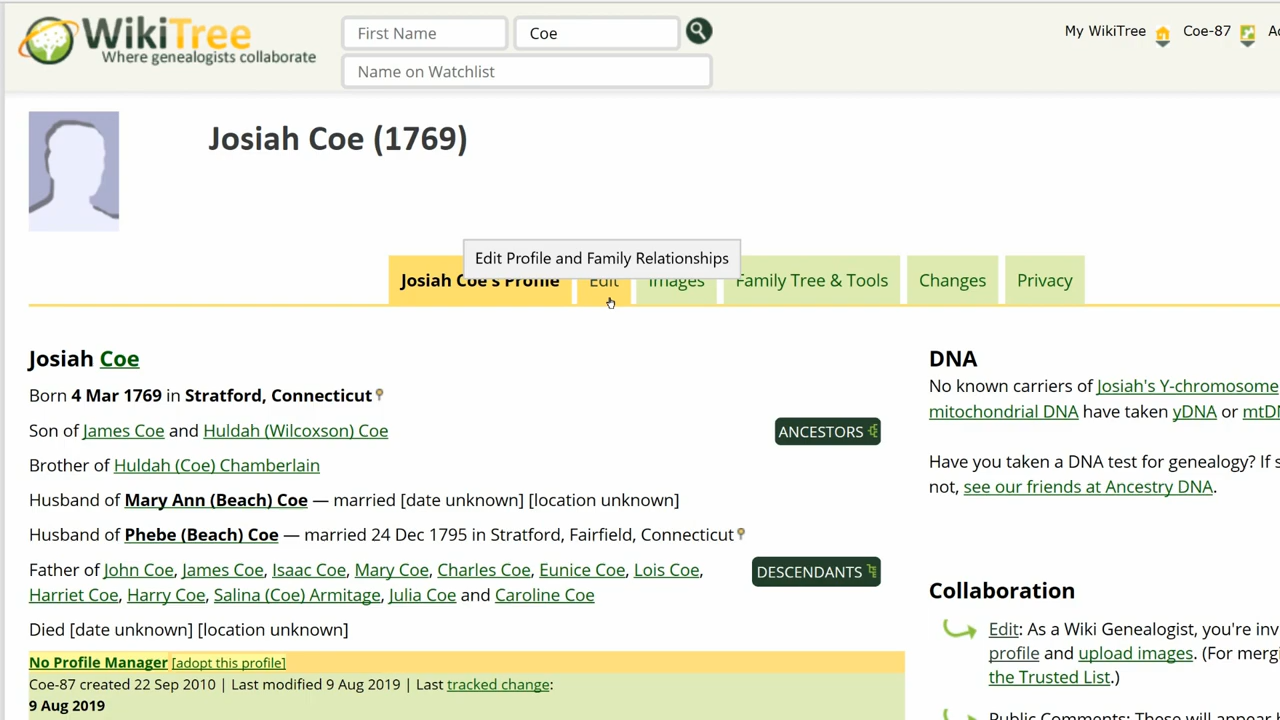 WikiTree
Where genealogists collaborate
First Name
Coe
Name on Watchlist
My WikiTree
Coe-87
Josiah Coe (1769)
Edit Profile and Family Relationships
Josiah Coe's Profile
Edit
Images
Family Tree & Tools
Changes
Privacy
Josiah Coe
Born 4 Mar 1769 in Stratford, Connecticut
Son of James Coe and Huldah (Wilcoxson) Coe
ANCESTORS
Brother of Huldah (Coe) Chamberlain
Husband of Mary Ann (Beach) Coe — married [date unknown] [location unknown]
Husband of Phebe (Beach) Coe — married 24 Dec 1795 in Stratford, Fairfield, Connecticut
Father of John Coe, James Coe, Isaac Coe, Mary Coe, Charles Coe, Eunice Coe, Lois Coe,
Harriet Coe, Harry Coe, Salina (Coe) Armitage, Julia Coe and Caroline Coe
DESCENDANTS
Died [date unknown] [location unknown]
No Profile Manager [adopt this profile]
Coe-87 created 22 Sep 2010 | Last modified 9 Aug 2019 | Last tracked change:
9 Aug 2019
DNA
No known carriers of Josiah's Y-chromosome
mitochondrial DNA have taken yDNA or
Have you taken a DNA test for genealogy? If
not, see our friends at Ancestry DNA.
Collaboration
Edit: As a Wiki Genealogist, you're
profile and upload images. (For
the Trusted List.)
Public Comments: These will appear